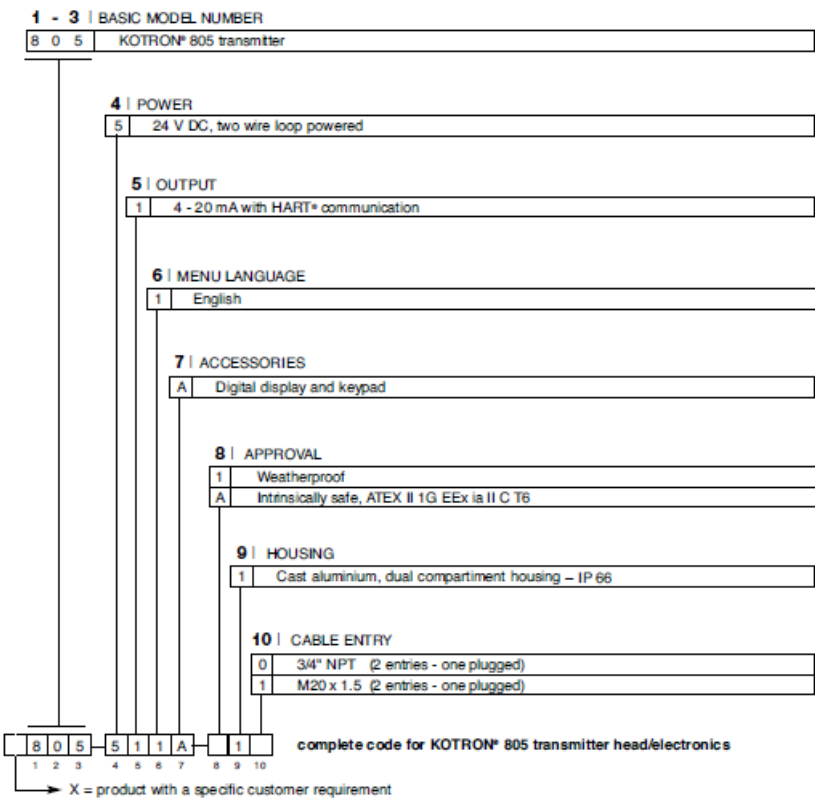 1 - 3 | BASIC MODEL NUMBER
8 0 5 KOTRON® 805 transmitter
4 | POWER
5 24 V DC, two wire loop powered
5 | OUTPUT
1 4 - 20 mA with HART® communication
6 | MENU LANGUAGE
1 English
7 | ACCESSORIES
A Digital display and keypad
8 | APPROVAL
1 Weatherproof
A Intrinsically safe, ATEX II 1G EEx ia II C T6
9 | HOUSING
1 Cast aluminium, dual compartiment housing – IP 66
10 | CABLE ENTRY
0 3/4" NPT (2 entries - one plugged)
1 M20 x 1.5 (2 entries - one plugged)
8 0 5 5 1 1 A 1 complete code for KOTRON® 805 transmitter head/electronics
1 2 3 4 5 6 7 8 9 10
X = product with a specific customer requirement